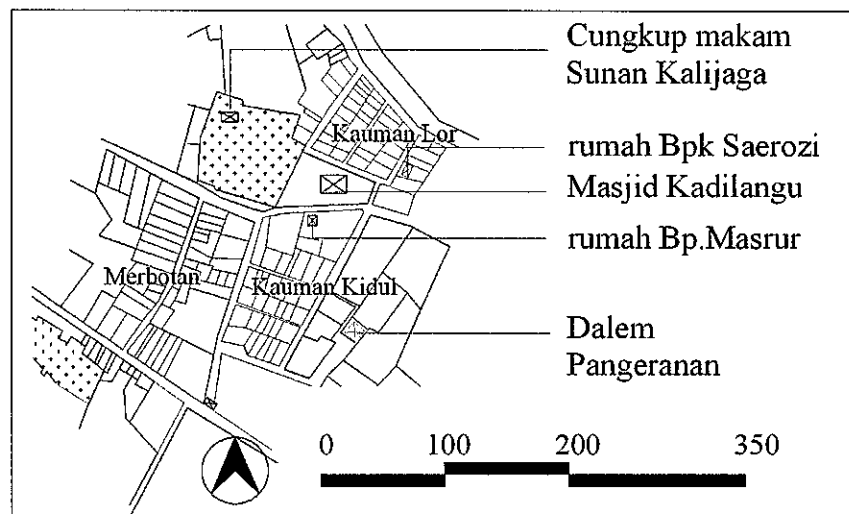 Cungkup makam
Sunan Kalijaga
Kauman Lor
rumah Bpk Saerozi
Masjid Kadilangu
rumah Bp.Masrur
Merbotan
Kauman Kidul
Dalem
Pangeranan
0 100 200 350